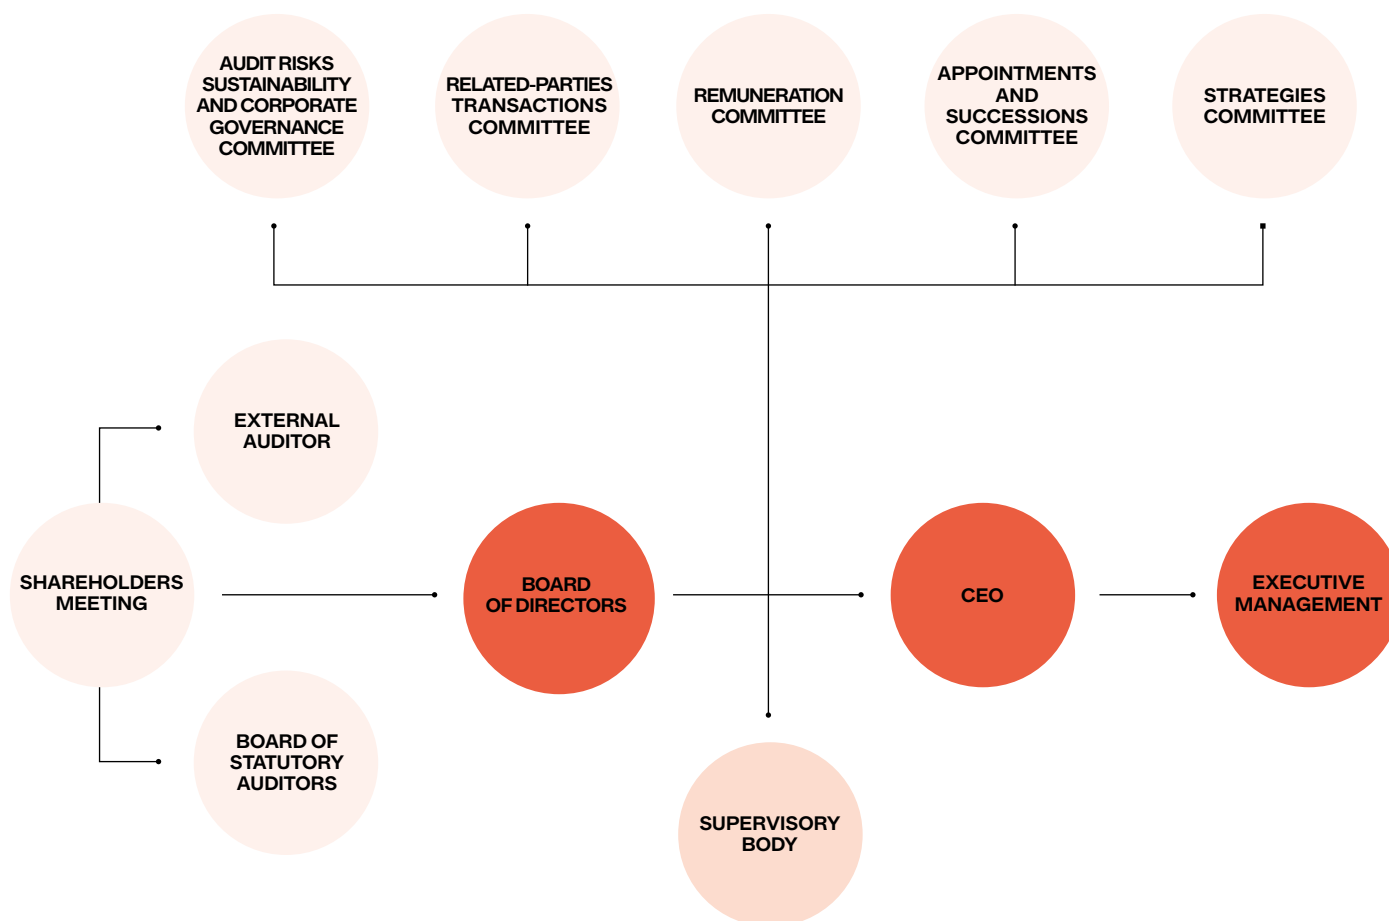 AUDIT RISKS
SUSTAINABILITY
AND CORPORATE
GOVERNANCE
COMMITTEE
RELATED-PARTIES
TRANSACTIONS
COMMITTEE
REMUNERATION
COMMITTEE
APPOINTMENTS
AND
SUCCESSIONS
COMMITTEE
STRATEGIES
COMMITTEE
EXTERNAL
AUDITOR
SHAREHOLDERS
MEETING
BOARD
OF DIRECTORS
CEO
EXECUTIVE
MANAGEMENT
BOARD OF
STATUTORY
AUDITORS
SUPERVISORY
BODY